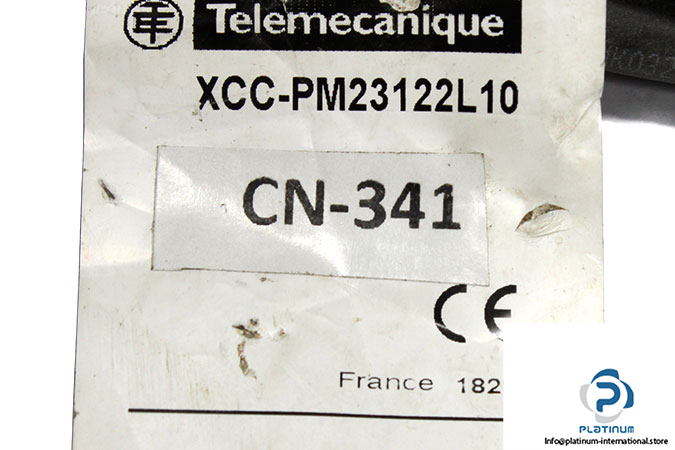 Telemecanique
XCC-PM23122L10
CN-341
CE
France 182
PLATINUM
Info@platinum-international.store